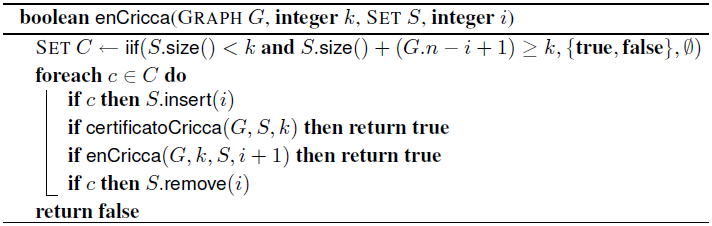 boolean enCricca(GRAPH G, integer k, SET S, integer i)
SET C ← iif(S.size() < k and S.size() + (G.n − i + 1) ≥ k, {true, false}, ∅)
foreach c ∈ C do
if c then S.insert(i)
if certificatoCricca(G, S, k) then return true
if enCricca(G, k, S, i + 1) then return true
if c then S.remove(i)
return false